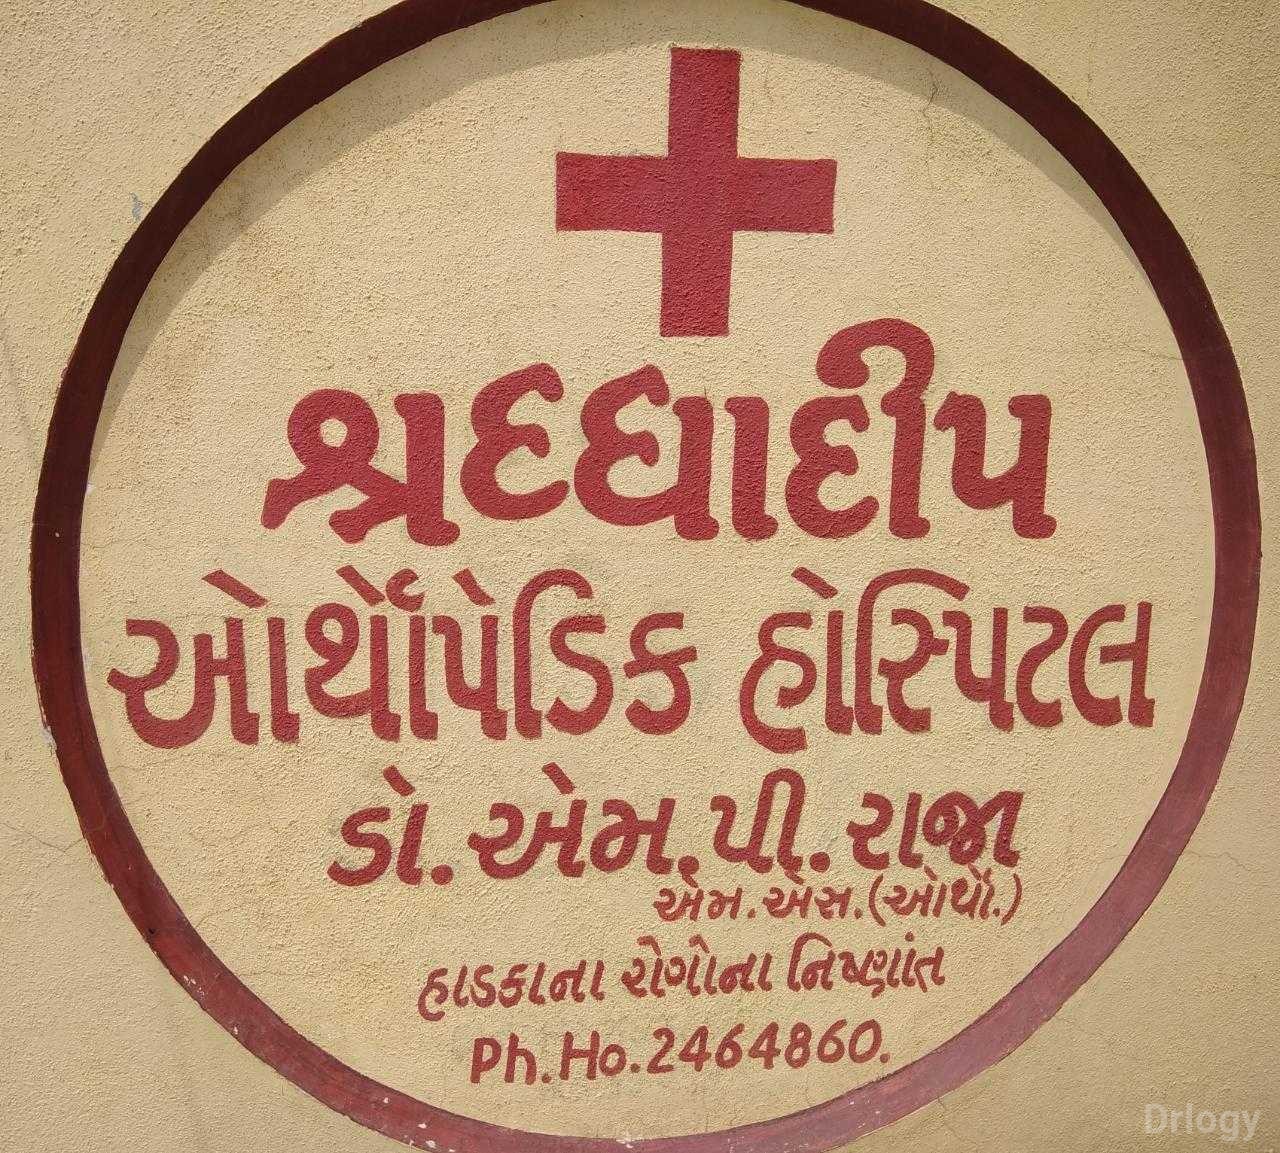 શ્રદ્ધાદીપ
ઓર્થોપેડિક હોસ્પિટલ
ડો. એમ. પી. રાજા
એમ. એસ. (ઓર્થો.)
હાડકાના રોગોના નિષ્ણાંત
Ph. Ho. 2464860.
Drlogy